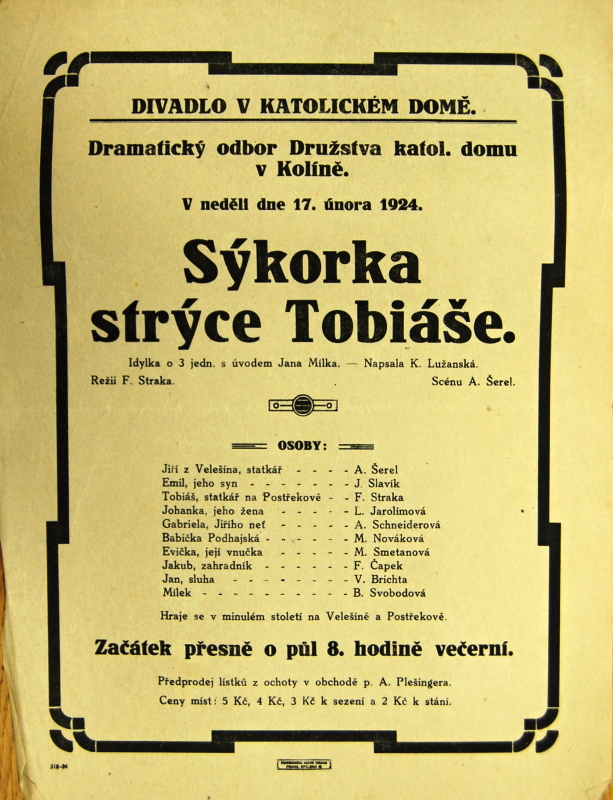 DIVADLO V KATOLICKÉM DOMĚ.
Dramatický odbor Družstva katol. domu
v Kolíně.
V neděli dne 17. února 1924.
Sýkorka
strýce Tobiáše.
Idylka o 3 jedn. s úvodem Jana Milka. — Napsala K. Lužanská.
Režii F. Straka. Scénu A. Šerel.
OSOBY:
Jiří z Velešína, statkář - - - - A. Šerel
Emil, jeho syn - - - - - - - J. Slavík
Tobiáš, statkář na Postřekově - - F. Straka
Johanka, jeho žena - - - - - L. Jarolímová
Gabriela, Jiřího neť - - - - - A. Schneiderová
Babička Podhajská - - - - - - M. Nováková
Evička, její vnučka - - - - - M. Smetanová
Jakub, zahradník - - - - - - F. Čapek
Jan, sluha - - - - - - - - V. Brichta
Milek - - - - - - - - - B. Svobodová
Hraje se v minulém století na Velešíně a Postřekově.
Začátek přesně o půl 8. hodině večerní.
Předprodej lístků z ochoty v obchodě p. A. Plešingera.
Ceny míst: 5 Kč, 4 Kč, 3 Kč k sezení a 2 Kč k stání.